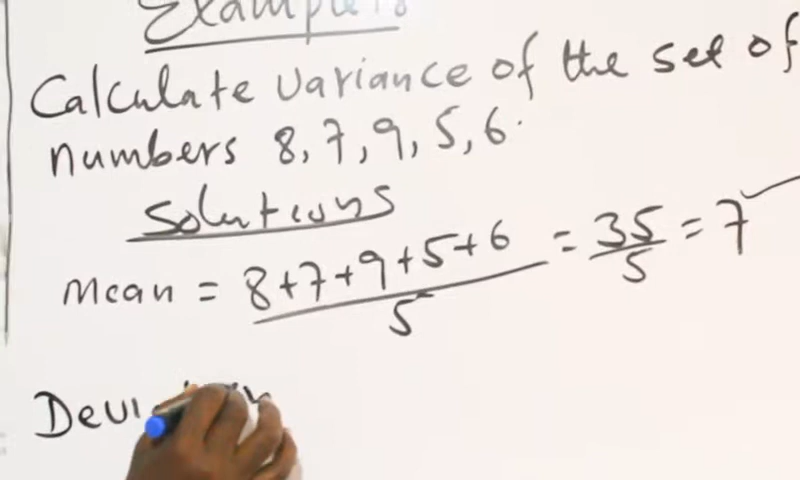 Examples
Calculate variance of the set of
numbers 8, 7, 9, 5, 6.
Solutions
Mean = 8+7+9+5+6 / 5 = 35 / 5 = 7 ✓